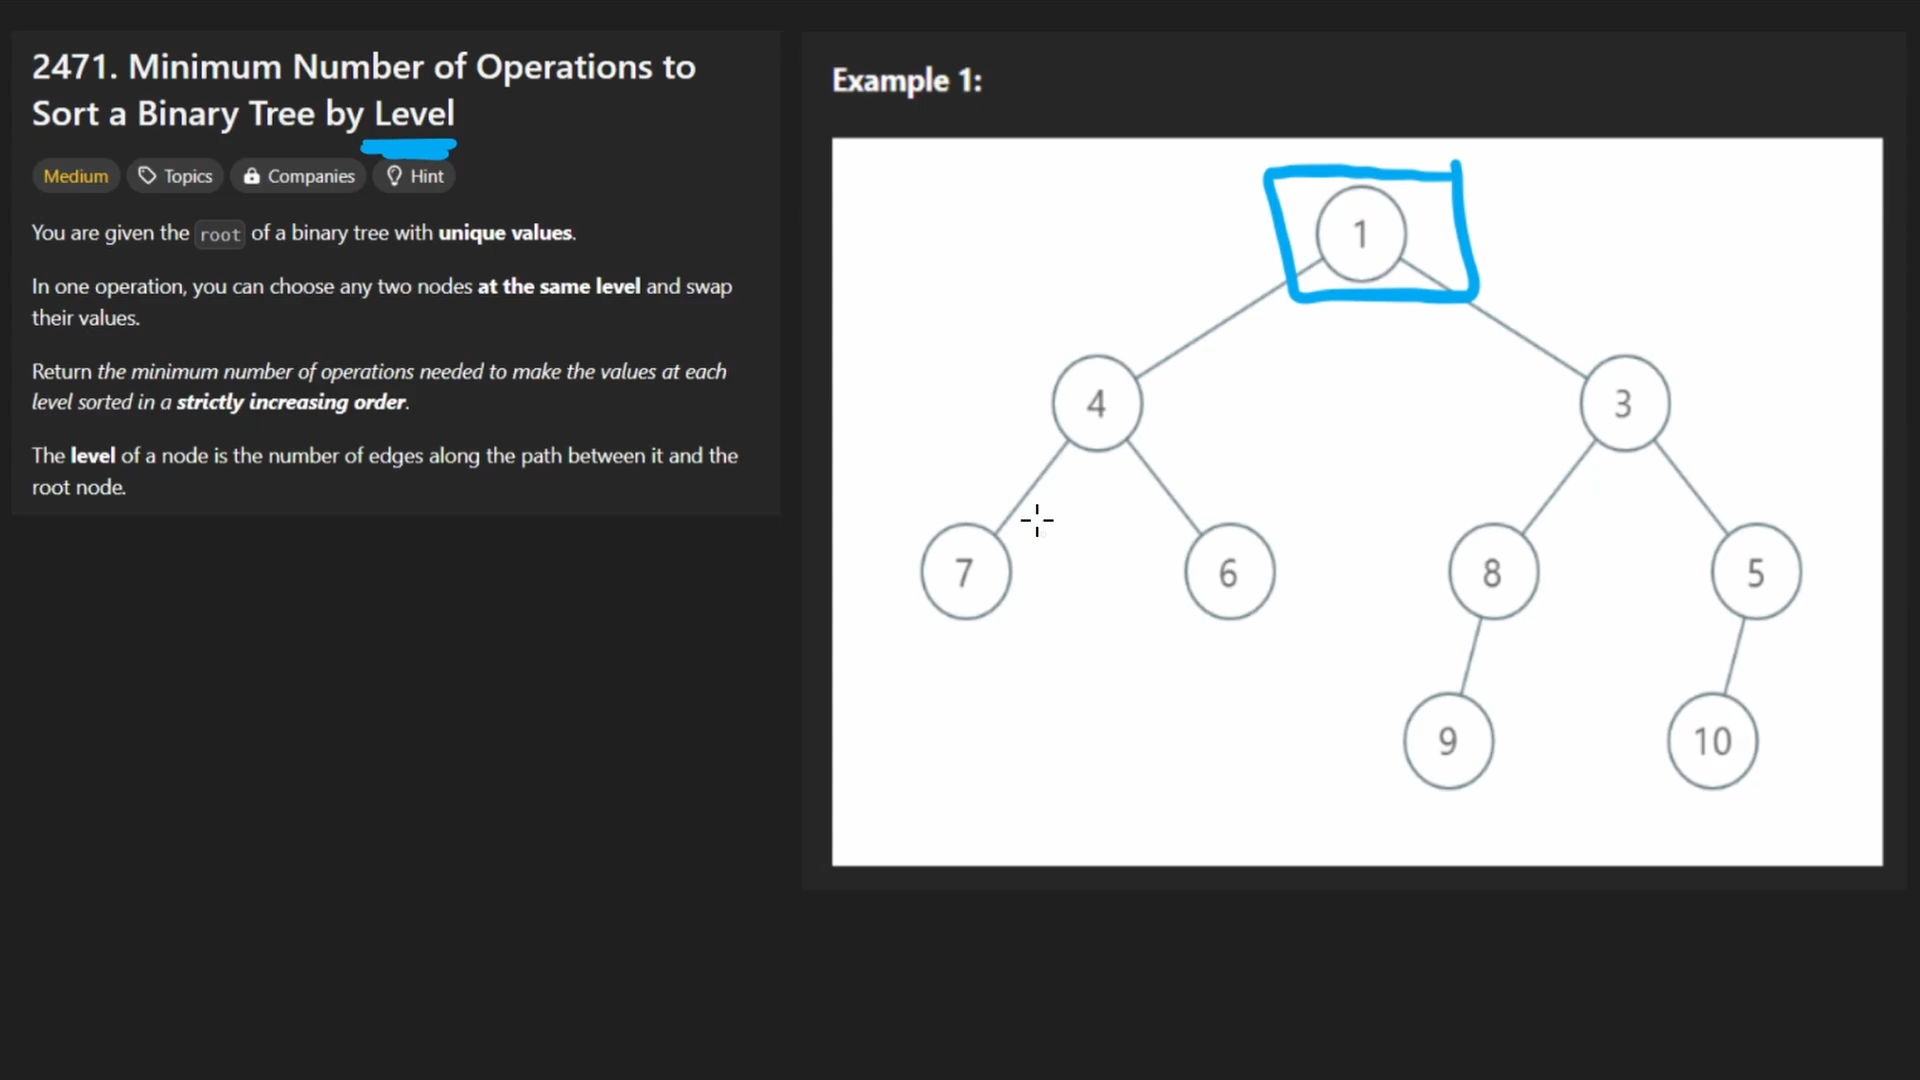 2471. Minimum Number of Operations to
Sort a Binary Tree by Level
Medium Topics Companies Hint
You are given the root of a binary tree with unique values.
In one operation, you can choose any two nodes at the same level and swap
their values.
Return the minimum number of operations needed to make the values at each
level sorted in a strictly increasing order.
The level of a node is the number of edges along the path between it and the
root node.
Example 1:
1
4 3
7 6 8 5
9 10